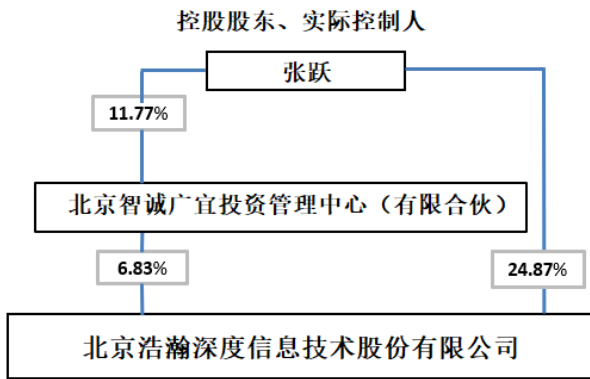 控股股东、实际控制人
张跃
11.77%
北京智诚广宜投资管理中心（有限合伙）
6.83%
24.87%
北京浩瀚深度信息技术股份有限公司